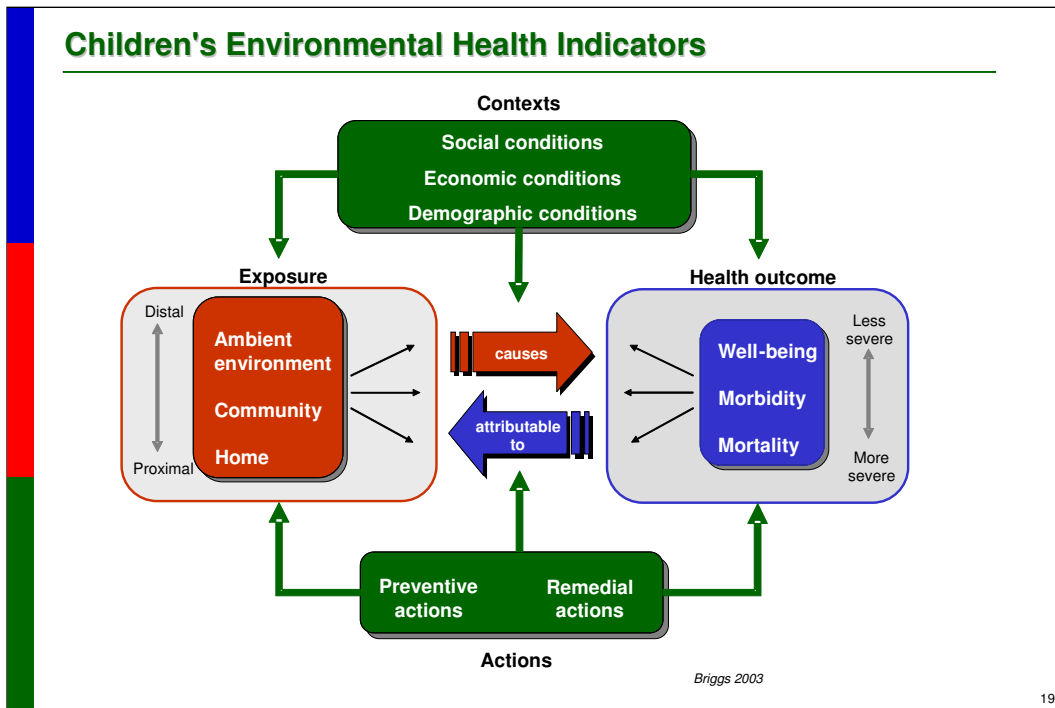 Children's Environmental Health Indicators
Contexts
Social conditions
Economic conditions
Demographic conditions
Exposure
Distal
Proximal
Ambient
environment
Community
Home
causes
attributable
to
Health outcome
Well-being
Morbidity
Mortality
Less
severe
More
severe
Preventive
actions
Remedial
actions
Actions
Briggs 2003
19